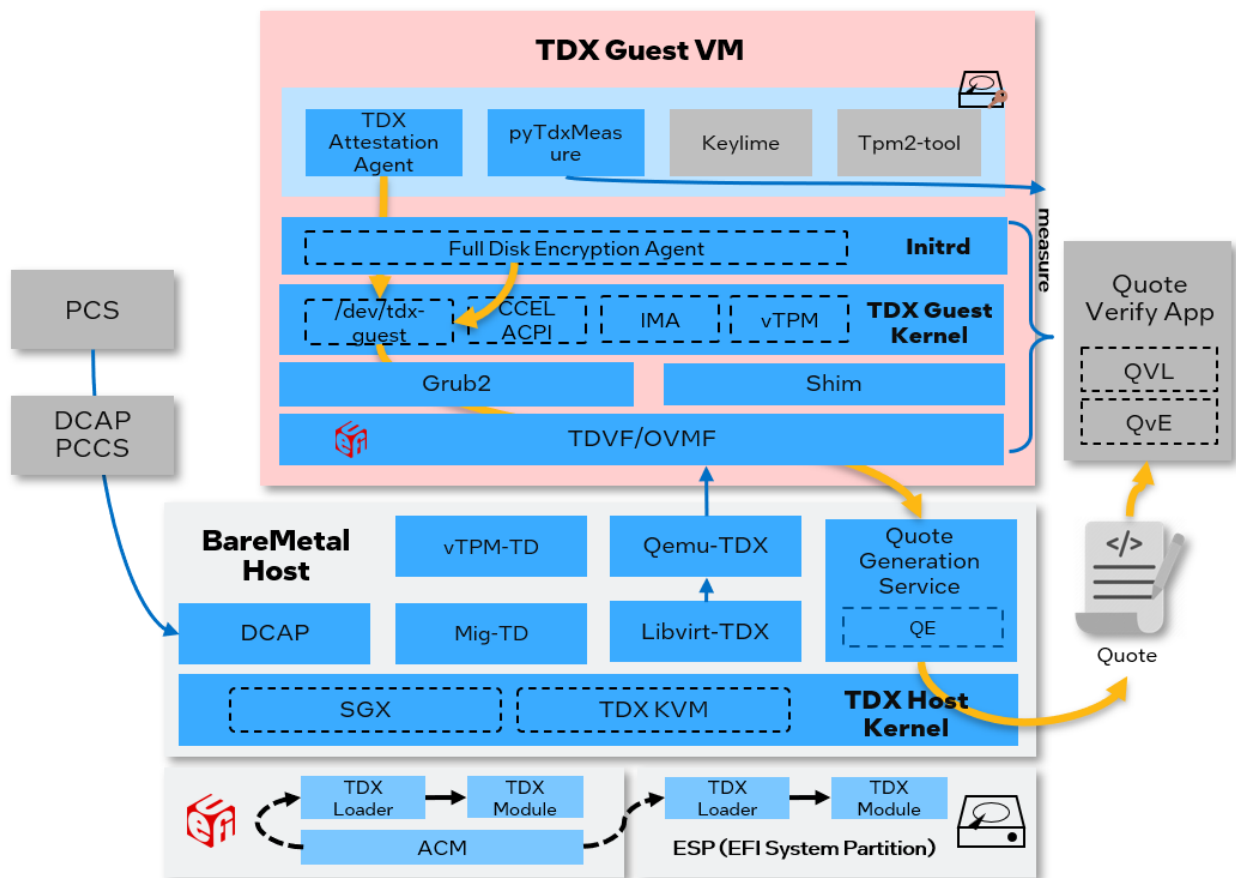 TDX Guest VM
TDX
Attestation
Agent
pyTdxMeas
ure
Keylime
Tpm2-tool
measure
Full Disk Encryption Agent
Initrd
/dev/tdx-
guest
CCEL
ACPI
IMA
vTPM
TDX Guest
Kernel
Grub2
Shim
UEFI
TDVF/OVMF
PCS
DCAP
PCCS
Quote
Verify App
QVL
QvE
BareMetal
Host
vTPM-TD
Qemu-TDX
Quote
Generation
Service
QE
DCAP
Mig-TD
Libvirt-TDX
</>
Quote
SGX
TDX KVM
TDX Host
Kernel
UEFI
TDX
Loader
TDX
Module
ACM
TDX
Loader
TDX
Module
ESP (EFI System Partition)